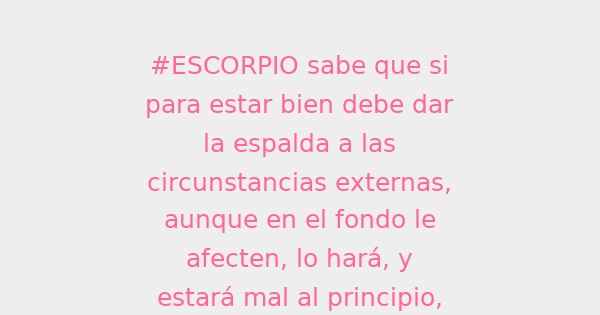 #ESCORPIO sabe que si
para estar bien debe dar
la espalda a las
circunstancias externas,
aunque en el fondo le
afecten, lo hará, y
estará mal al principio,